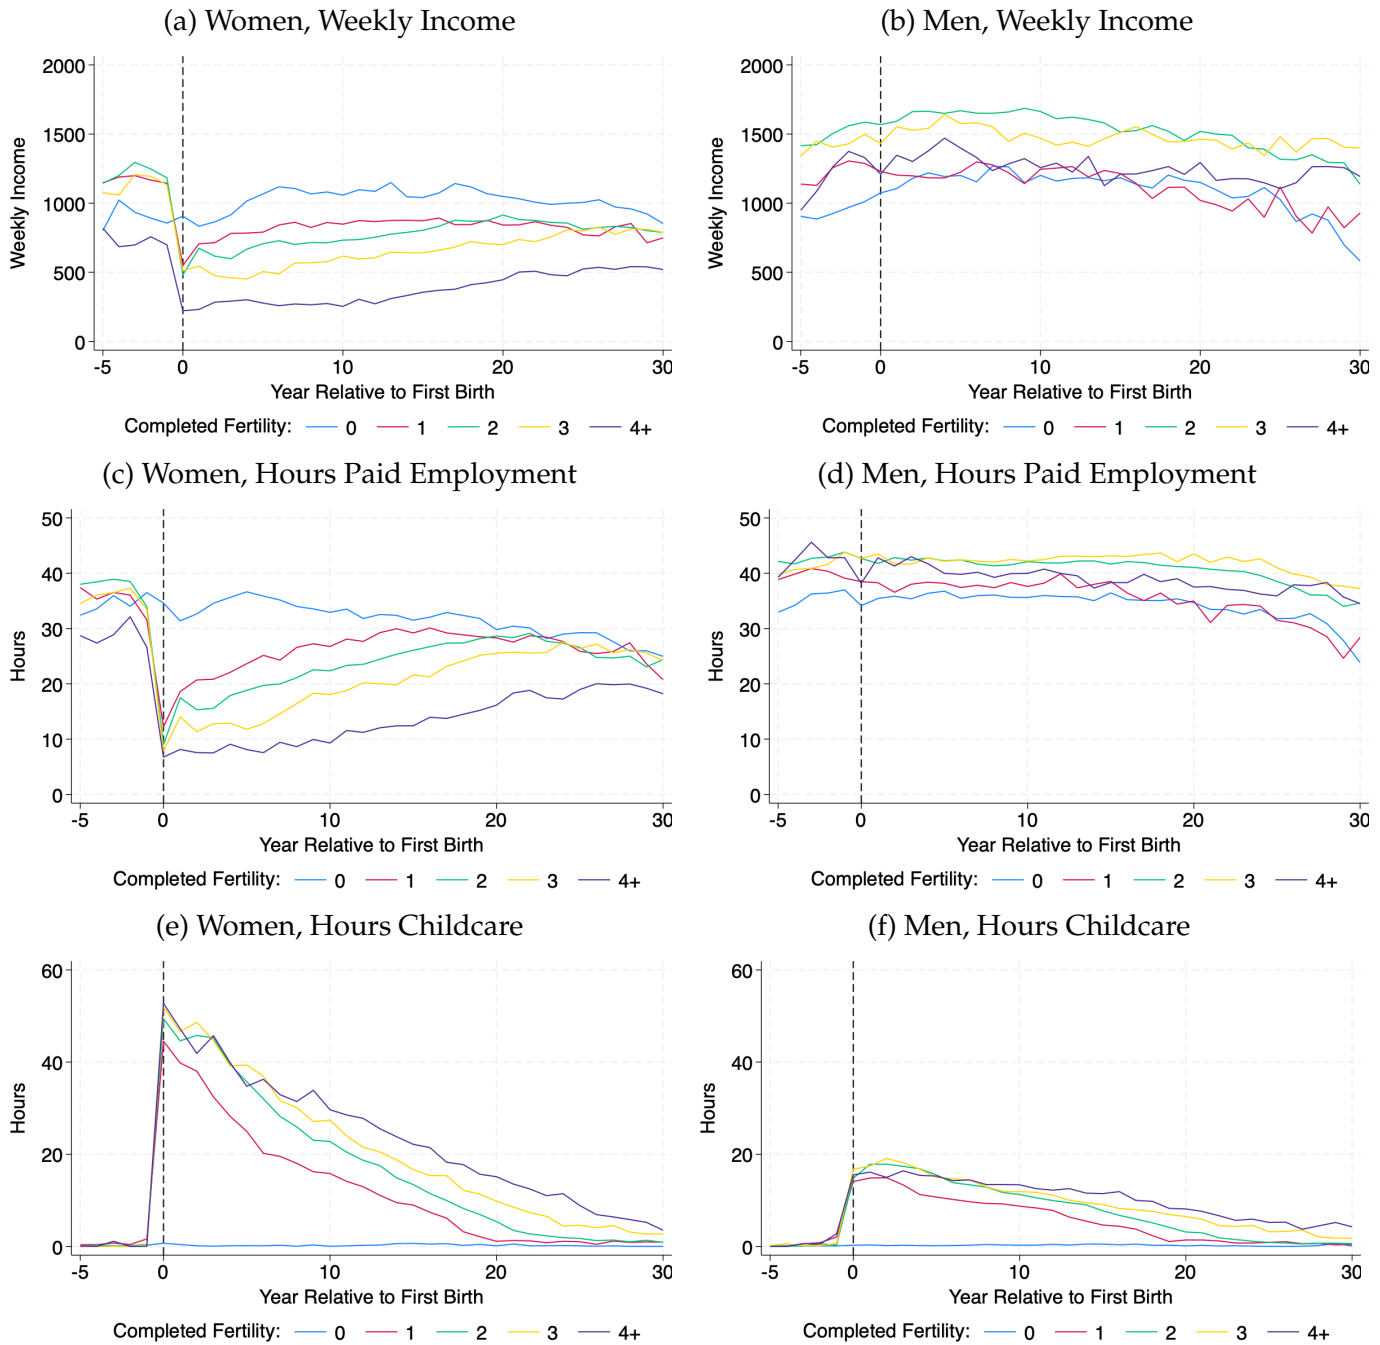 (a) Women, Weekly Income
2000
1500
1000
500
0
Weekly Income
-5 0 10 20 30
Year Relative to First Birth
Completed Fertility: 0 1 2 3 4+
(b) Men, Weekly Income
2000
1500
1000
500
0
Weekly Income
-5 0 10 20 30
Year Relative to First Birth
Completed Fertility: 0 1 2 3 4+
(c) Women, Hours Paid Employment
50
40
30
20
10
0
Hours
-5 0 10 20 30
Year Relative to First Birth
Completed Fertility: 0 1 2 3 4+
(d) Men, Hours Paid Employment
50
40
30
20
10
0
Hours
-5 0 10 20 30
Year Relative to First Birth
Completed Fertility: 0 1 2 3 4+
(e) Women, Hours Childcare
60
40
20
0
Hours
-5 0 10 20 30
Year Relative to First Birth
Completed Fertility: 0 1 2 3 4+
(f) Men, Hours Childcare
60
40
20
0
Hours
-5 0 10 20 30
Year Relative to First Birth
Completed Fertility: 0 1 2 3 4+